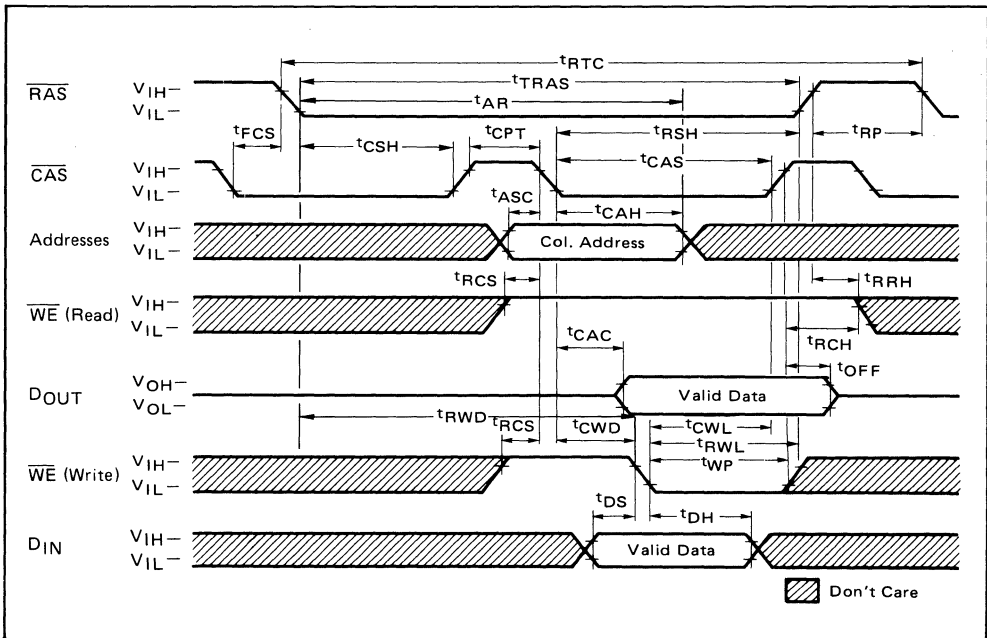 tRTC
tTRAS
RAS VIH–
VIL–
tAR
tFCS tCSH tCPT tRSH tRP
CAS VIH–
VIL–
tCAS
tASC tCAH
Addresses VIH–
VIL–
Col. Address
tRCS tRRH
WE (Read) VIH–
VIL–
tCAC tRCH
tOFF
DOUT VOH–
VOL–
Valid Data
tRWD
tRCS tCWD tCWL
tRWL
WE (Write) VIH–
VIL–
tWP
tDS tDH
DIN VIH–
VIL–
Valid Data
Don't Care